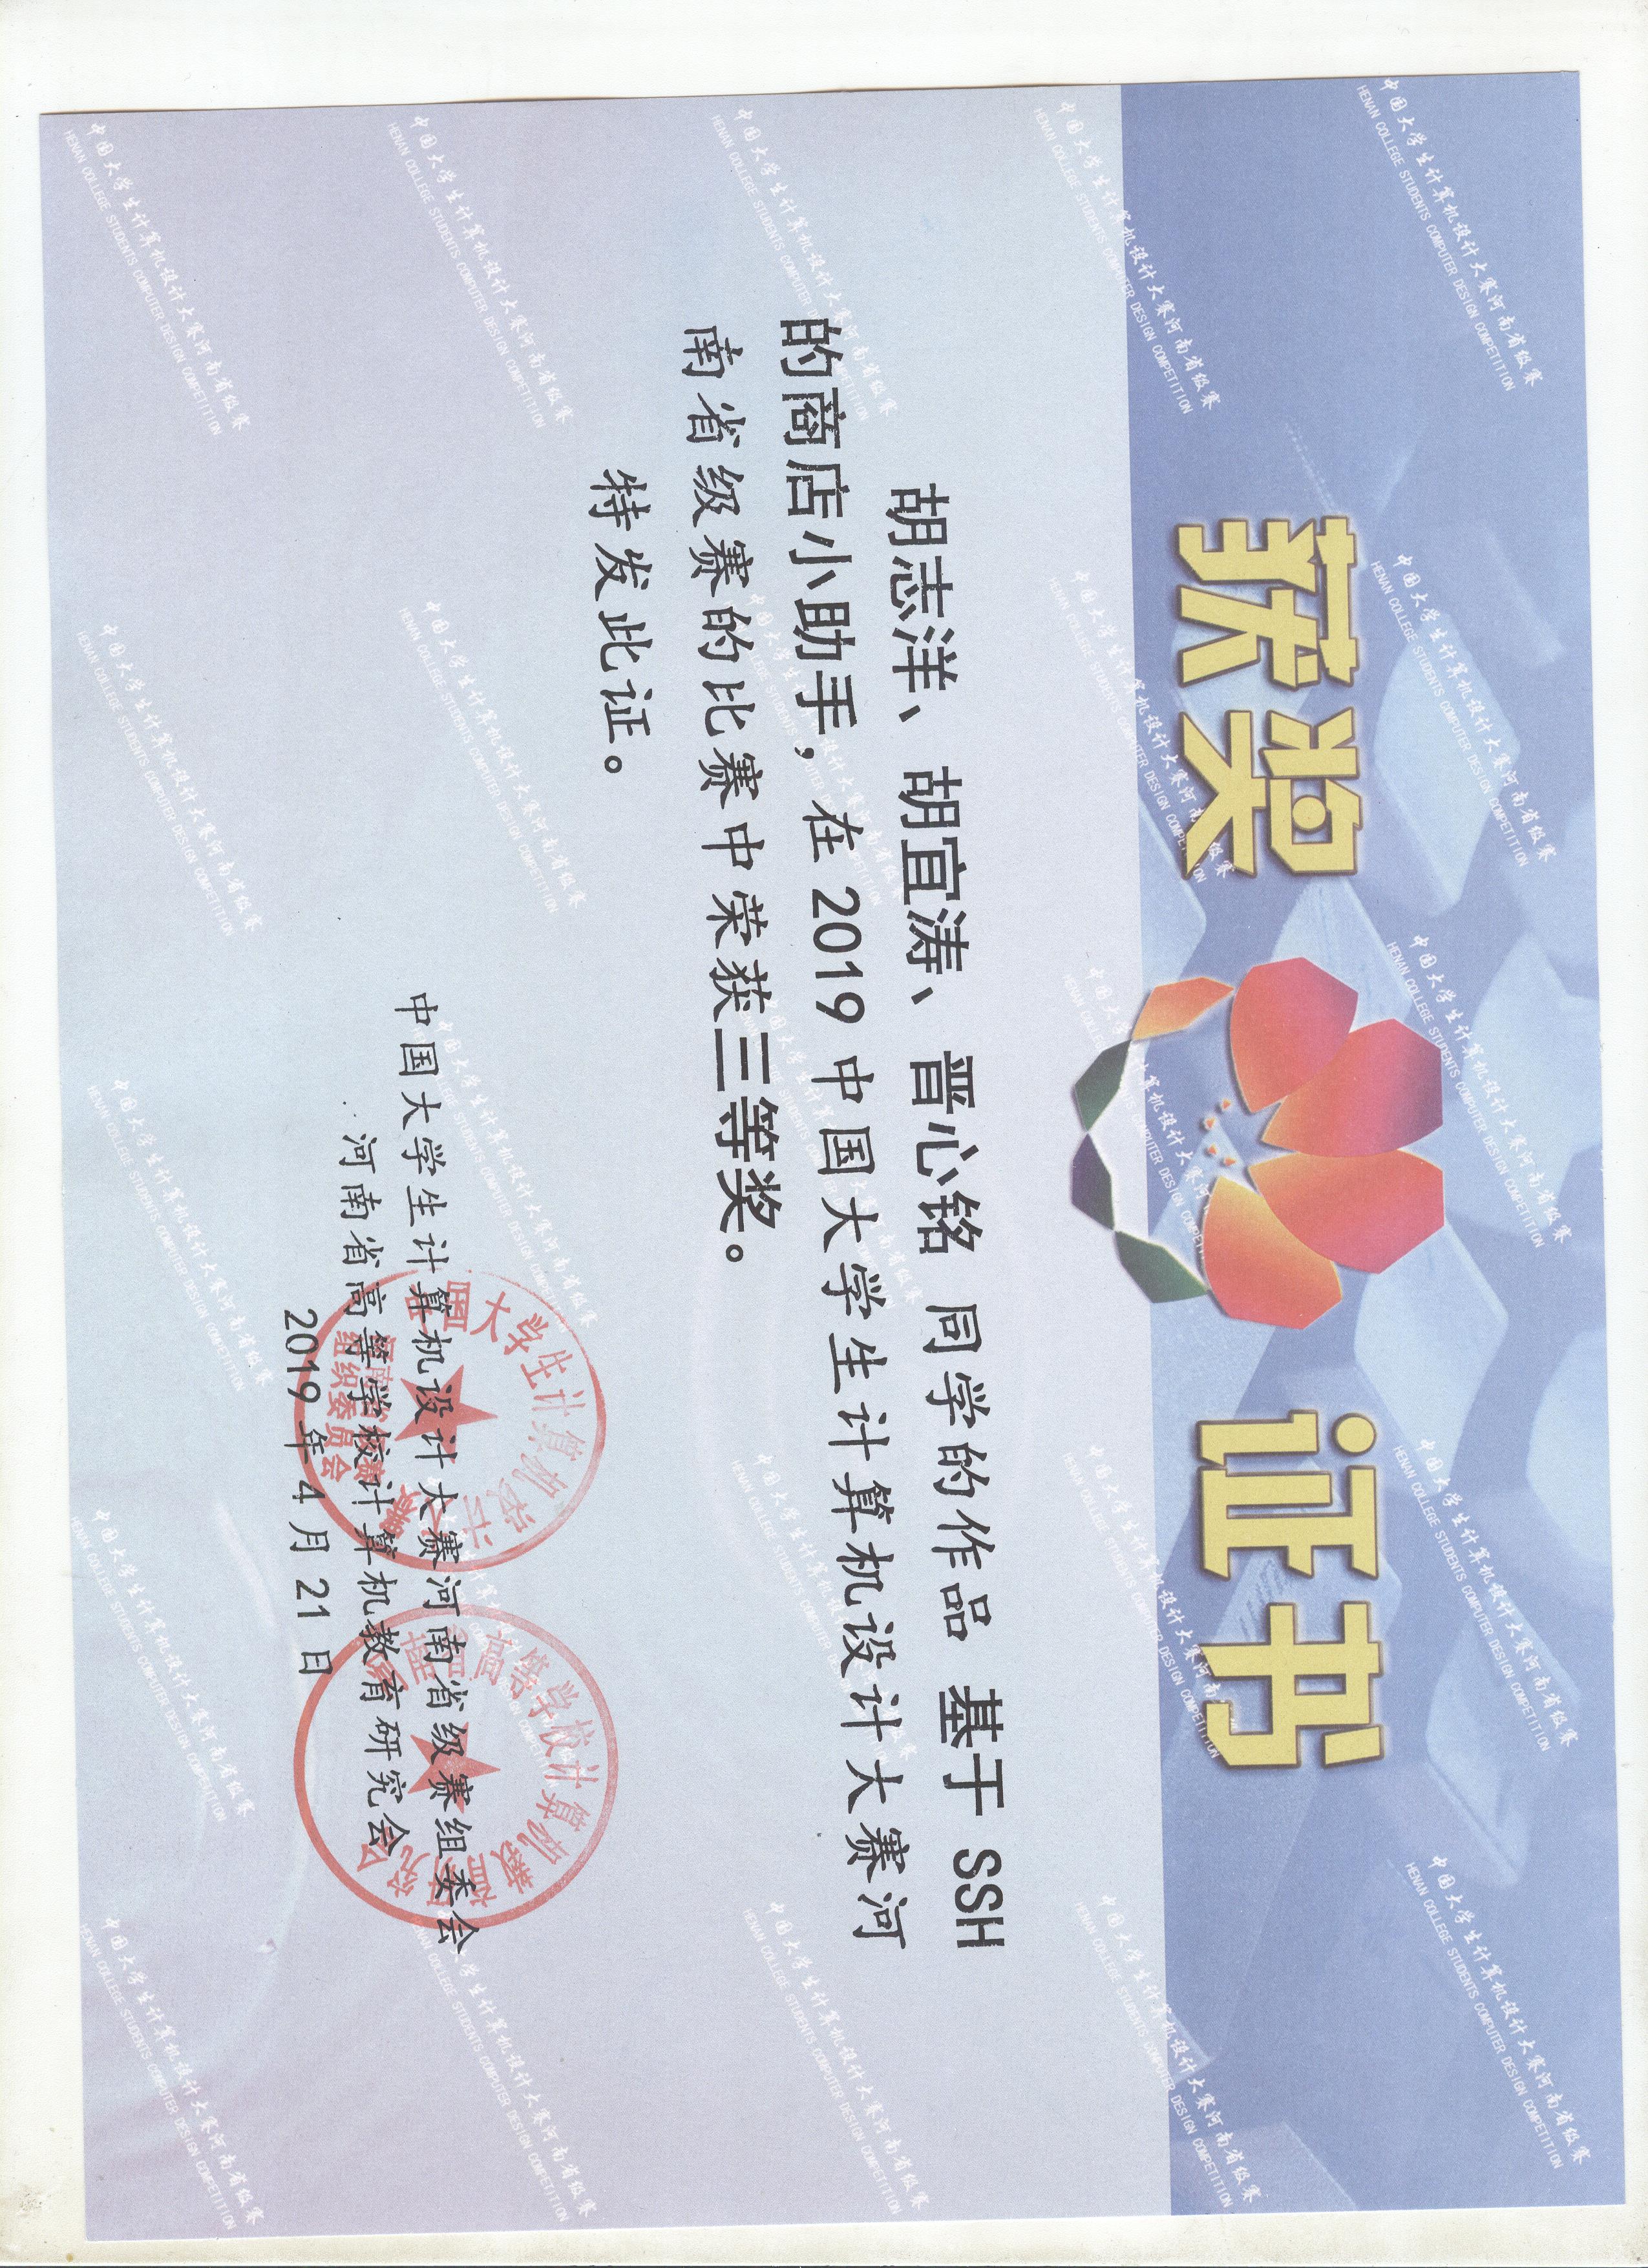 获奖 证书
胡志洋、胡宜涛、晋心铭 同学的作品 基于 SSH
的商店小助手，在 2019 中国大学生计算机设计大赛河
南省级赛的比赛中荣获三等奖。
特发此证。
中国大学生计算机设计大赛河南省级赛组委会
河南省高等学校计算机教育研究会
2019 年 4 月 21 日
中国大学生计算机设计大赛
河南省级赛
组织委员会
河南省高等学校计算机教育研究会
中国大学生计算机设计大赛河南省级赛
HENAN COLLEGE STUDENTS COMPUTER DESIGN COMPETITION